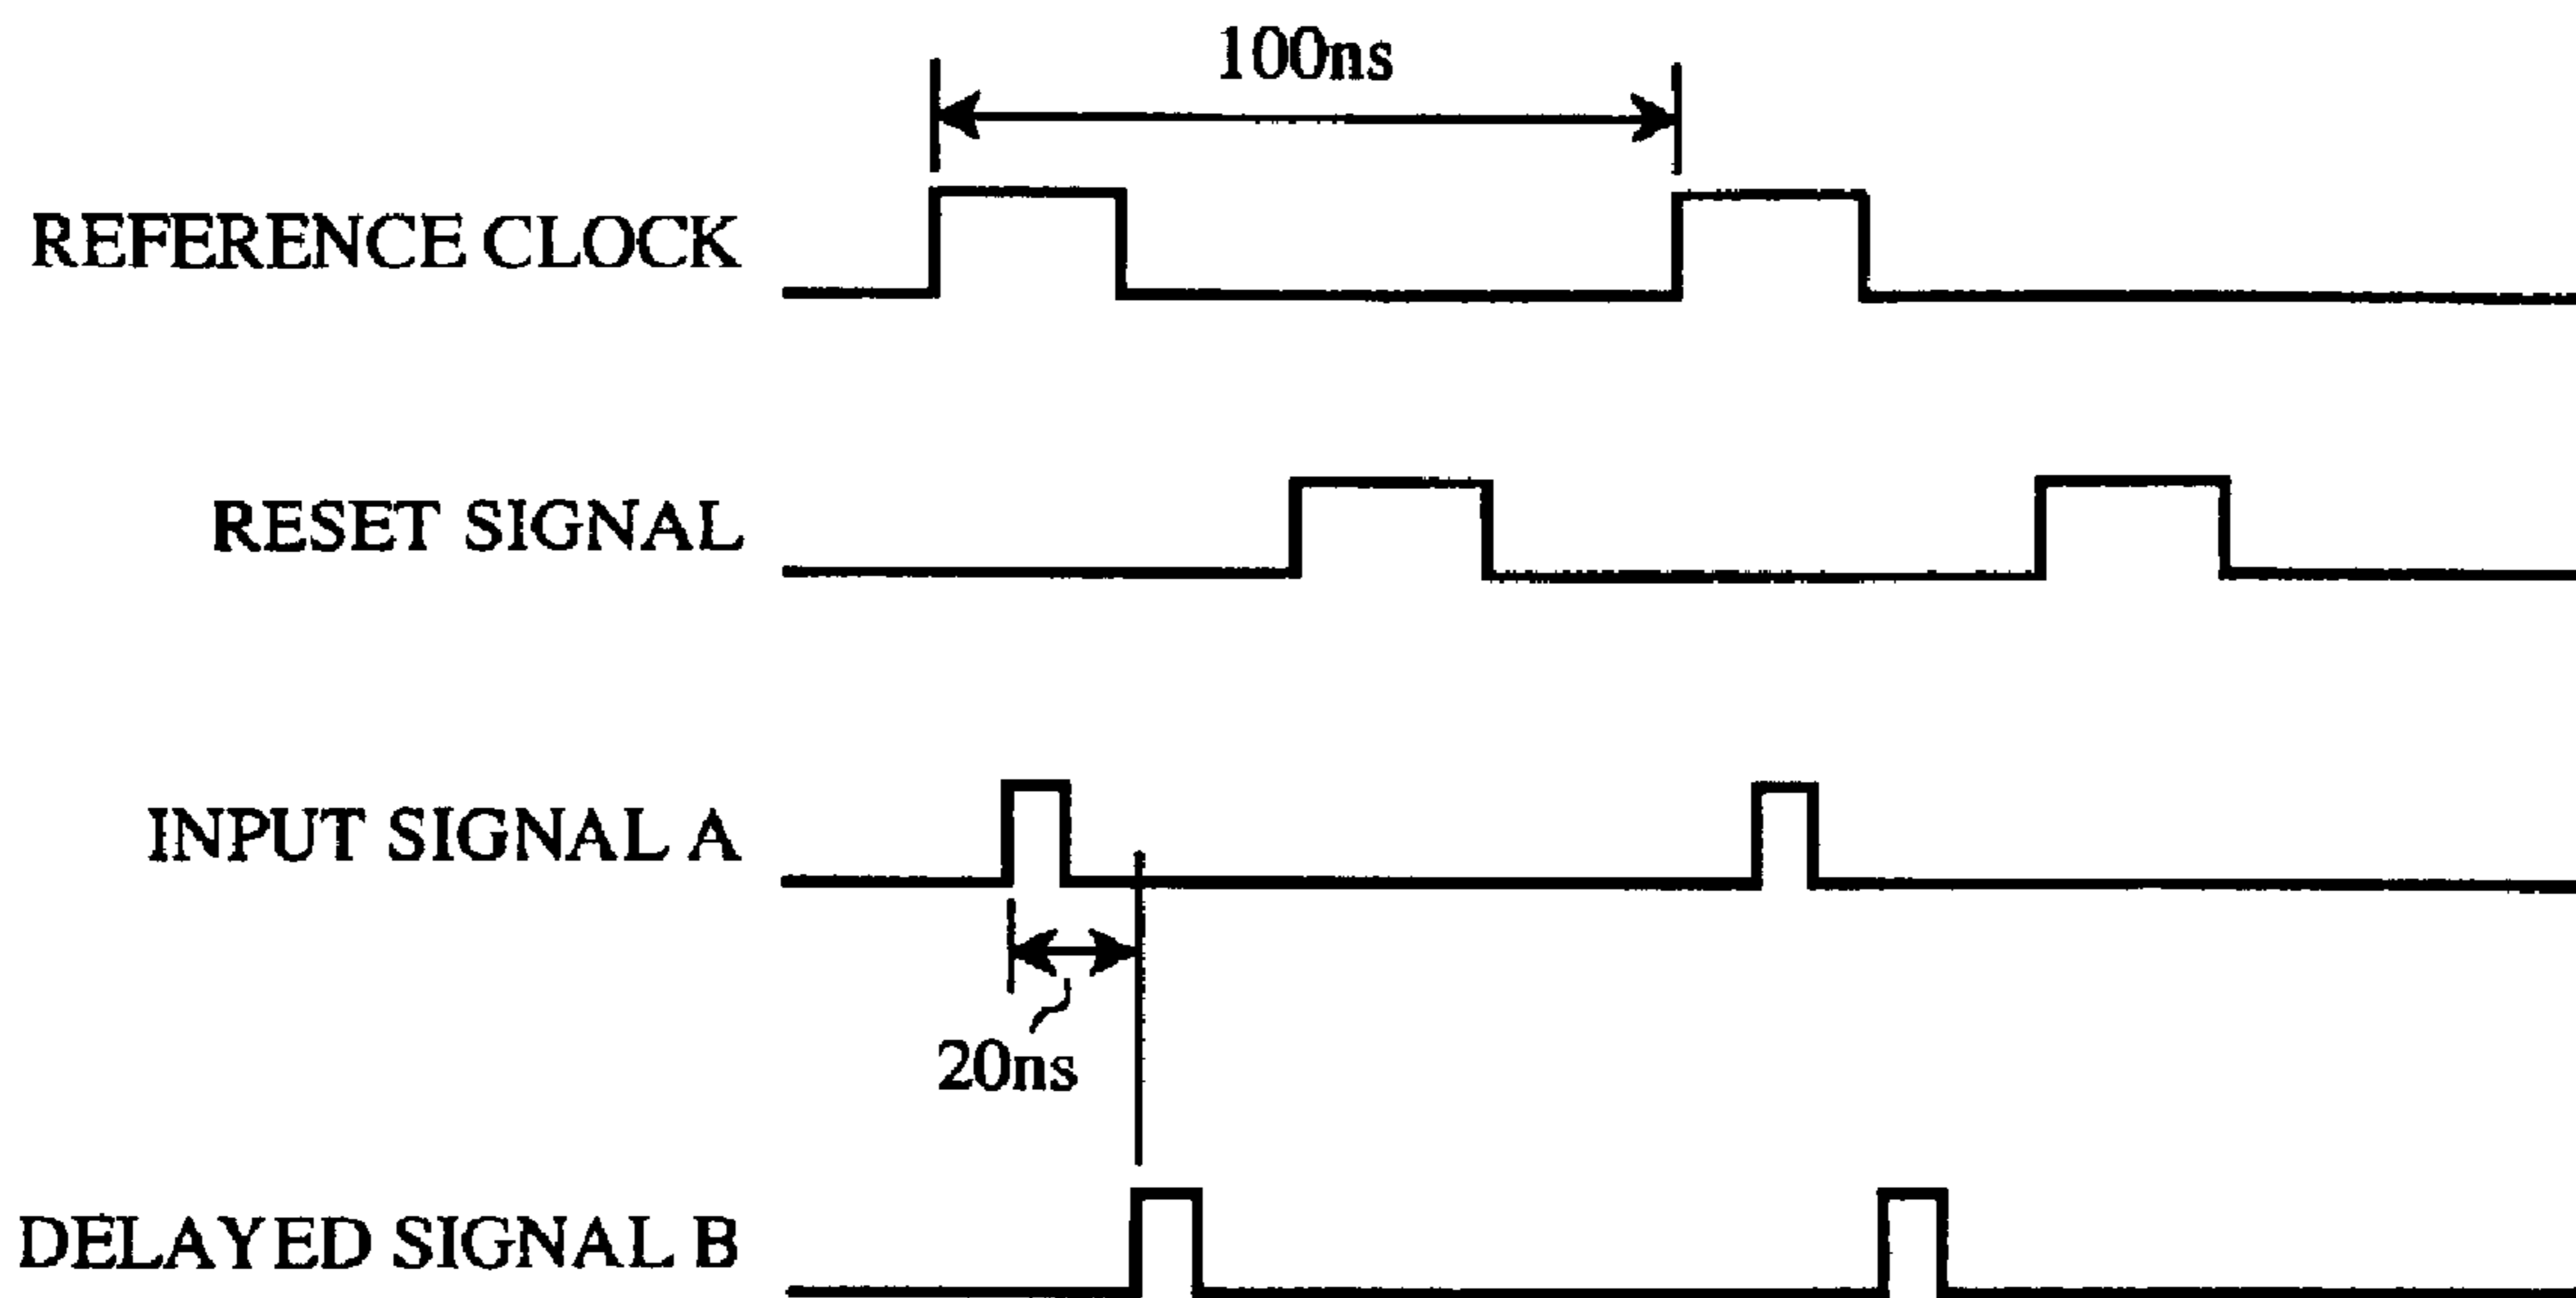 100ns
REFERENCE CLOCK
RESET SIGNAL
INPUT SIGNAL A
20ns
DELAYED SIGNAL B